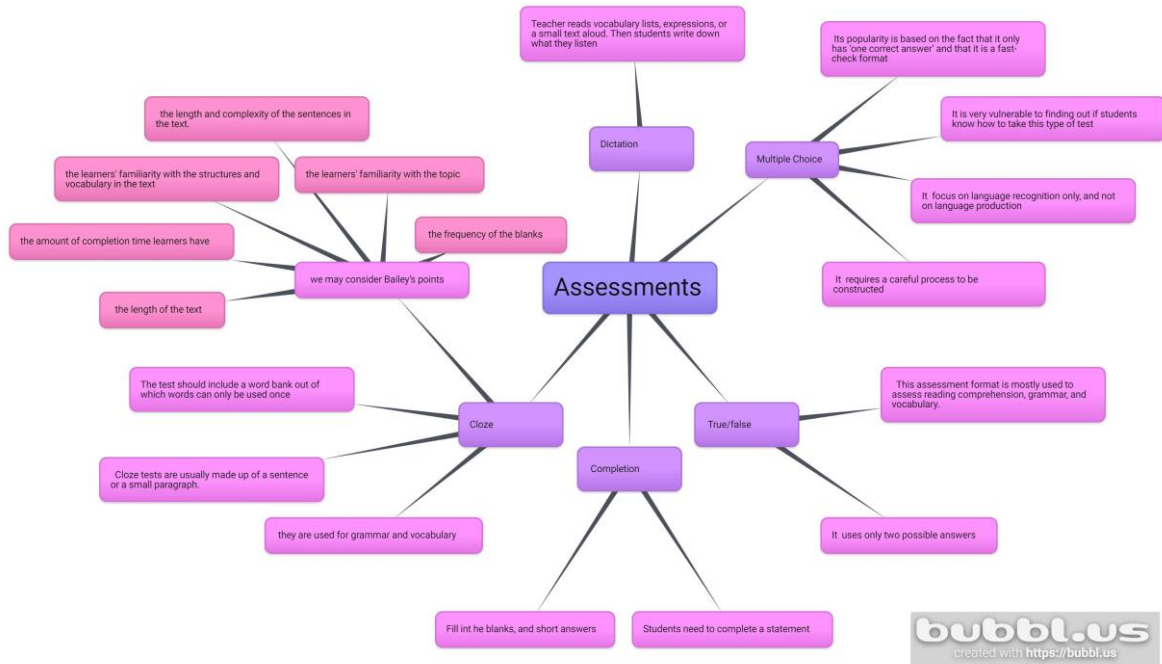 Teacher reads vocabulary lists, expressions, or
a small text aloud. Then students write down
what they listen
Its popularity is based on the fact that it only
has 'one correct answer' and that it is a fast-
check format
the length and complexity of the sentences in
the text.
It is very vulnerable to finding out if students
know how to take this type of test
Dictation
Multiple Choice
the learners' familiarity with the structures and
vocabulary in the text
the learners' familiarity with the topic
It focus on language recognition only, and not
on language production
the amount of completion time learners have
the frequency of the blanks
we may consider Bailey's points
Assessments
It requires a careful process to be
constructed
the length of the text
The test should include a word bank out of
which words can only be used once
This assessment format is mostly used to
assess reading comprehension, grammar, and
vocabulary.
Cloze
True/false
Cloze tests are usually made up of a sentence
or a small paragraph.
Completion
they are used for grammar and vocabulary
It uses only two possible answers
Fill int he blanks, and short answers
Students need to complete a statement
bubbl.us
created with https://bubbl.us